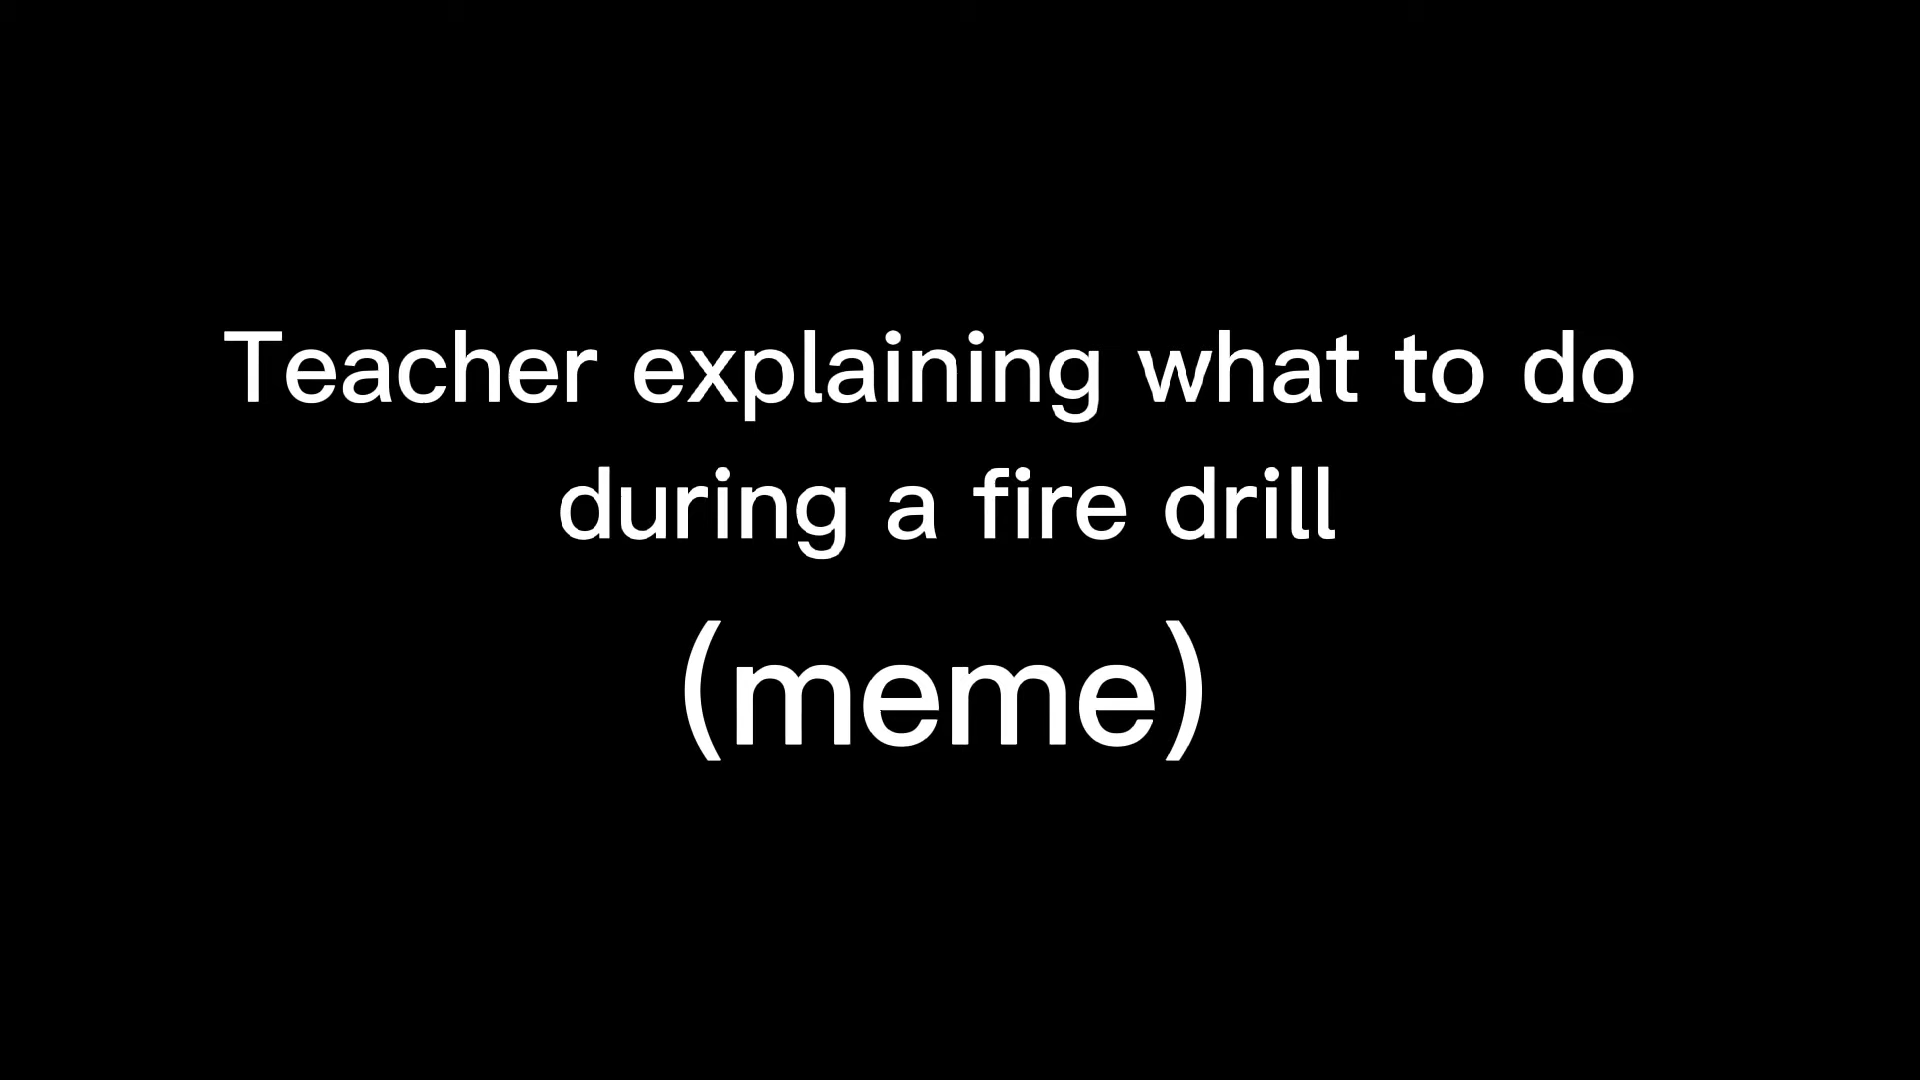 Teacher explaining what to do
during a fire drill
(meme)